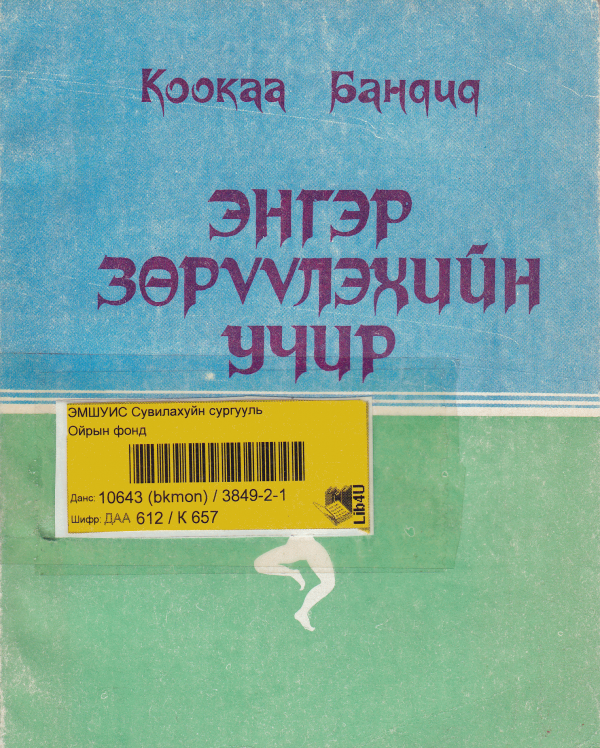 Коокаа Бандид
ЭНГЭР
ЗӨРҮҮЛЭХИЙН
УЧИР
ЭМШУИС Сувилахуйн сургууль
Ойрын фонд
Данс: 10643 (bkmon) / 3849-2-1
Шифр: ДАА 612 / К 657
Lib4U